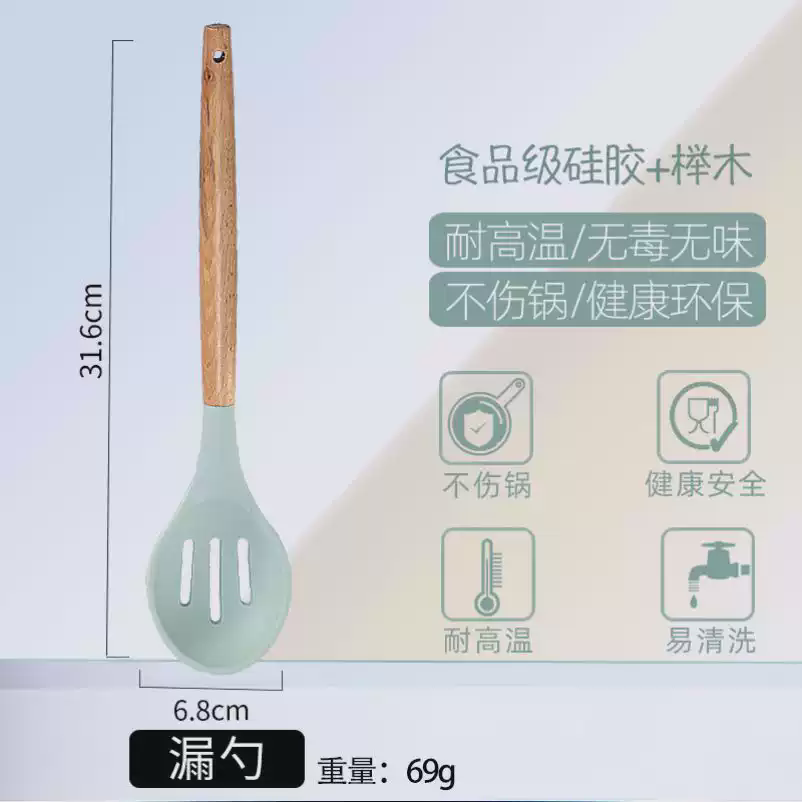 食品级硅胶+榉木
耐高温/无毒无味
不伤锅/健康环保
31.6cm
不伤锅
健康安全
耐高温
易清洗
6.8cm
漏勺
重量：69g